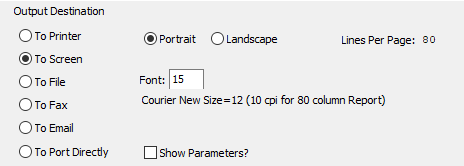 Output Destination
To Printer
Portrait Landscape Lines Per Page: 80
To Screen
To File
Font: 15
To Fax
Courier New Size=12 (10 cpi for 80 column Report)
To Email
To Port Directly
Show Parameters?